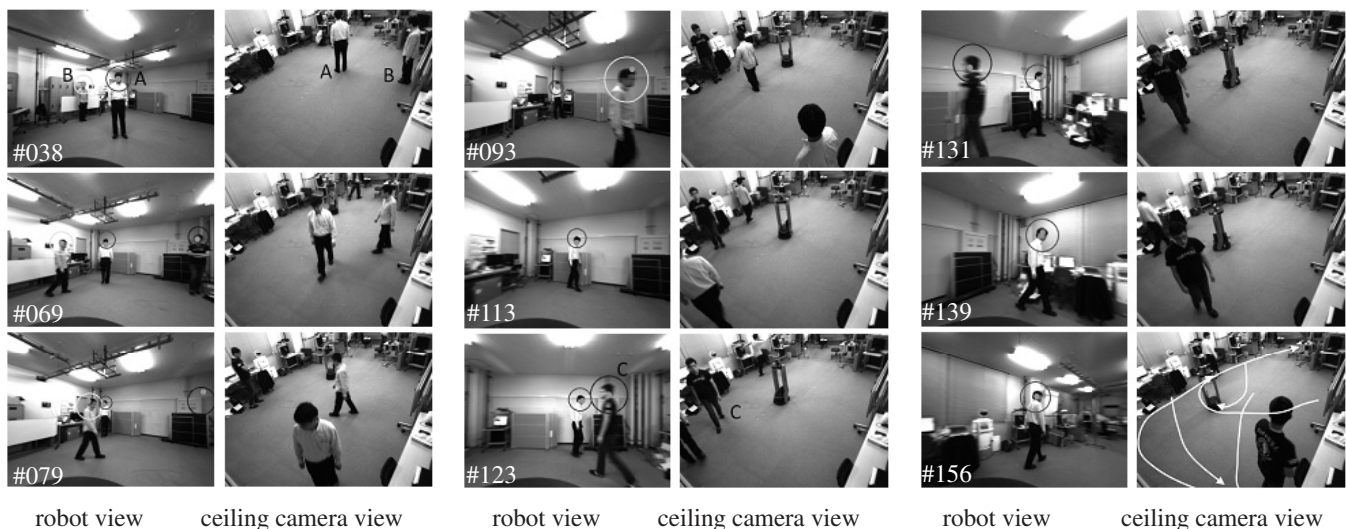 B A
#038
A B
#069
#079
#093
#113
C
C
#123
#131
#139
#156
robot view ceiling camera view robot view ceiling camera view robot view ceiling camera view